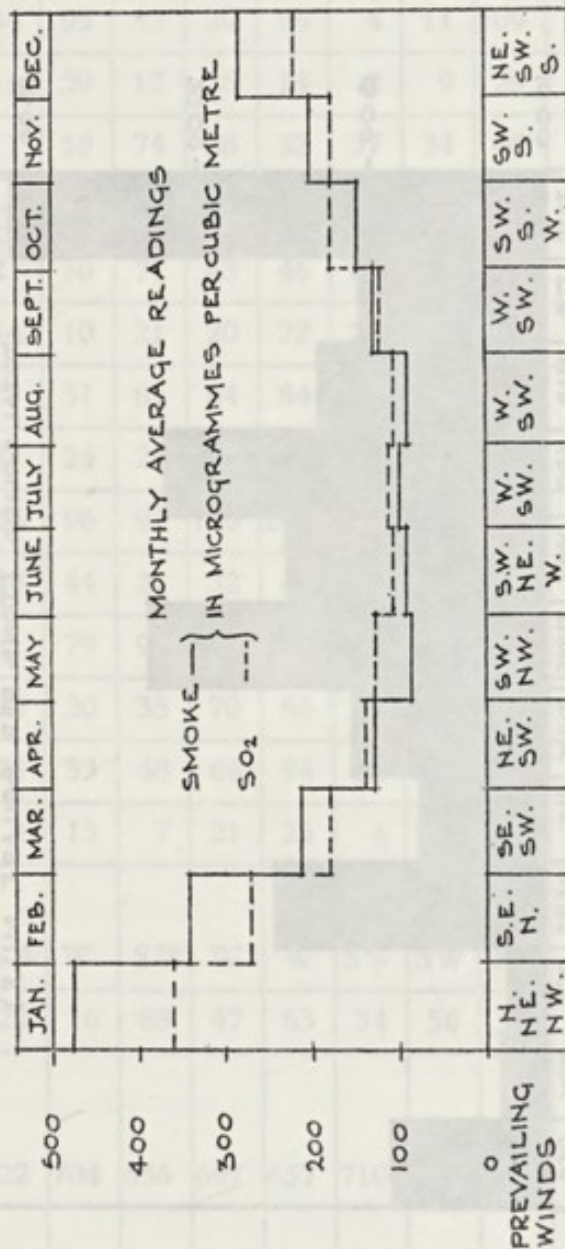 JAN. FEB. MAR. APR. MAY JUNE JULY AUG. SEPT. OCT. NOV. DEC.
500
400
300
200
100
0
SMOKE
SO2
MONTHLY AVERAGE READINGS
IN MICROGRAMMES PER CUBIC METRE
PREVAILING
WINDS
N.
NE.
NW.
S.E.
N.
SE.
SW.
NE.
SW.
SW.
NW.
S.W.
NE.
W.
W.
SW.
W.
SW.
W.
SW.
SW.
S.
W.
SW.
S.
NE.
SW.
S.